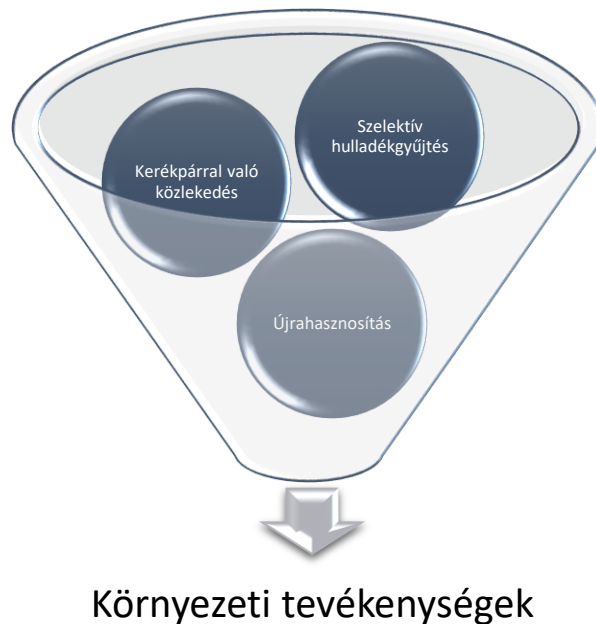 Szelektív
hulladékgyűjtés
Kerékpárral való
közlekedés
Újrahasznosítás
Környezeti tevékenységek